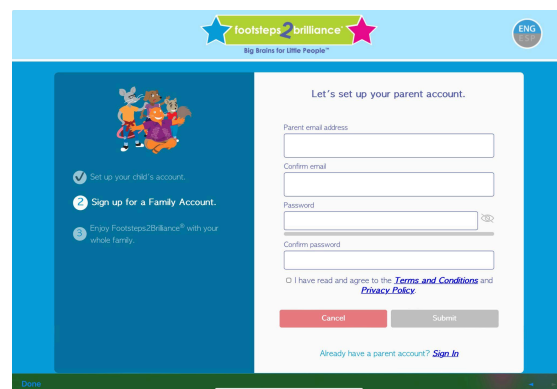 footsteps2brilliance™
Big Brains for Little People™
ENG
ESP
Let's set up your parent account.
Parent email address
Confirm email
Password
Confirm password
I have read and agree to the Terms and Conditions and
Privacy Policy.
Cancel
Submit
Already have a parent account? Sign In
Set up your child's account.
2 Sign up for a Family Account.
3 Enjoy Footsteps2Brilliance® with your
whole family.
Done